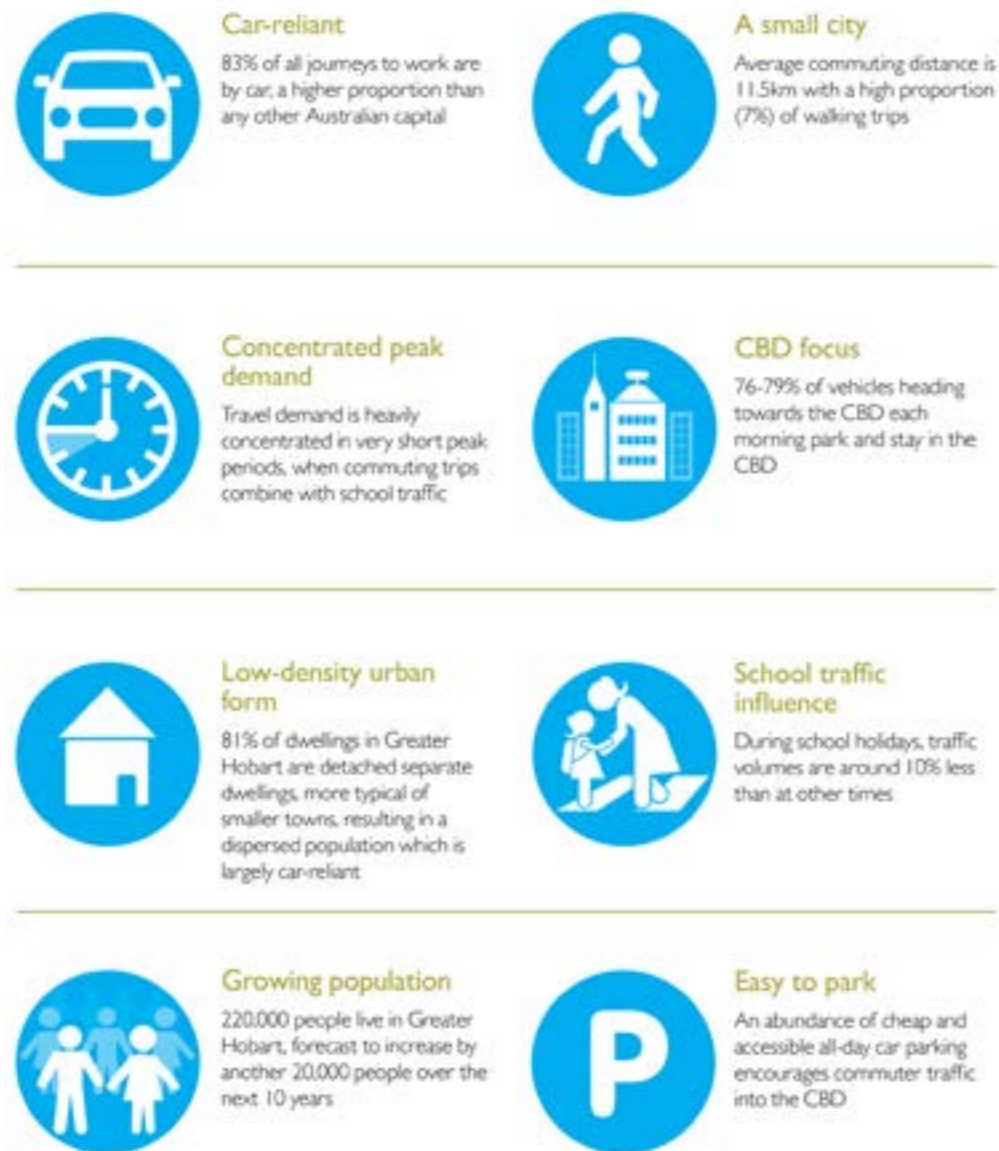 Car-reliant
83% of all journeys to work are
by car, a higher proportion than
any other Australian capital
A small city
Average commuting distance is
11.5km with a high proportion
(7%) of walking trips
Concentrated peak
demand
Travel demand is heavily
concentrated in very short peak
periods, when commuting trips
combine with school traffic
CBD focus
76-79% of vehicles heading
towards the CBD each
morning park and stay in the
CBD
Low-density urban
form
81% of dwellings in Greater
Hobart are detached separate
dwellings, more typical of
smaller towns, resulting in a
dispersed population which is
largely car-reliant
School traffic
influence
During school holidays, traffic
volumes are around 10% less
than at other times
Growing population
220,000 people live in Greater
Hobart, forecast to increase by
another 20,000 people over the
next 10 years
P
Easy to park
An abundance of cheap and
accessible all-day car parking
encourages commuter traffic
into the CBD